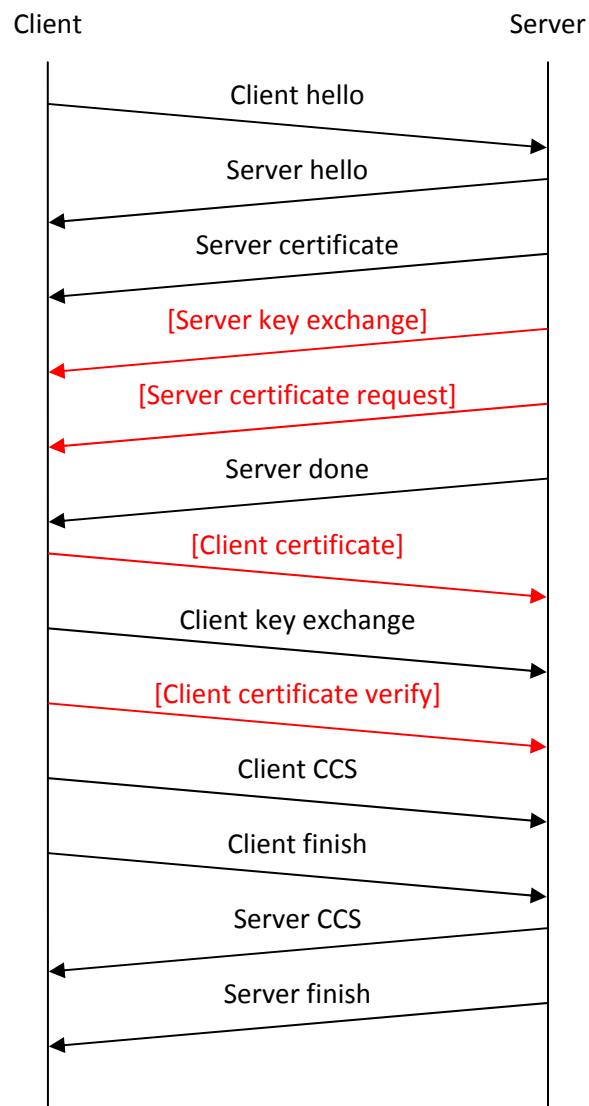 Client
Server
Client hello
Server hello
Server certificate
[Server key exchange]
[Server certificate request]
Server done
[Client certificate]
Client key exchange
[Client certificate verify]
Client CCS
Client finish
Server CCS
Server finish